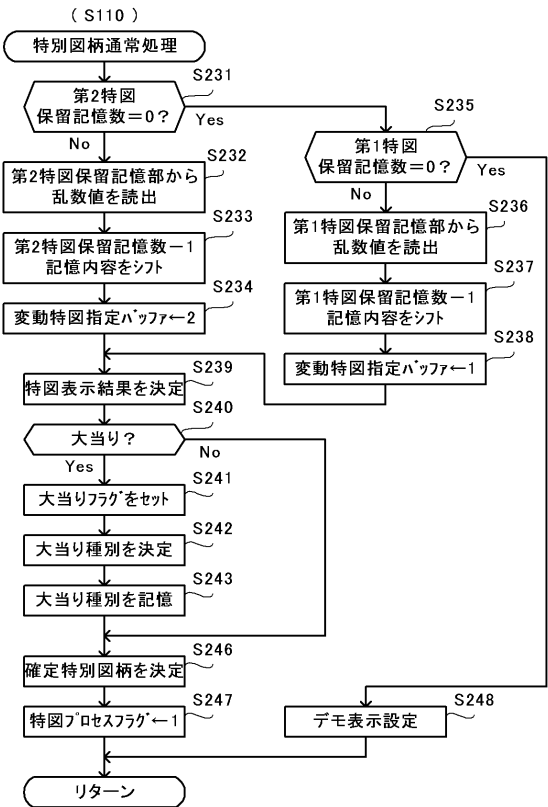 (S110)
特別図柄通常処理
S231
第2特図
保留記憶数=0?
Yes
No
S232
第2特図保留記憶部から
乱数値を読出
S233
第2特図保留記憶数-1
記憶内容をｼﾌﾄ
S234
変動特図指定ﾊﾞｯﾌｧ←2
S235
第1特図
保留記憶数=0?
Yes
No
S236
第1特図保留記憶部から
乱数値を読出
S237
第1特図保留記憶数-1
記憶内容をｼﾌﾄ
S238
変動特図指定ﾊﾞｯﾌｧ←1
S239
特図表示結果を決定
S240
大当り?
No
Yes
S241
大当りﾌﾗｸﾞをセット
S242
大当り種別を決定
S243
大当り種別を記憶
S246
確定特別図柄を決定
S247
特図ﾌﾟﾛｾｽﾌﾗｸﾞ←1
S248
デモ表示設定
リターン